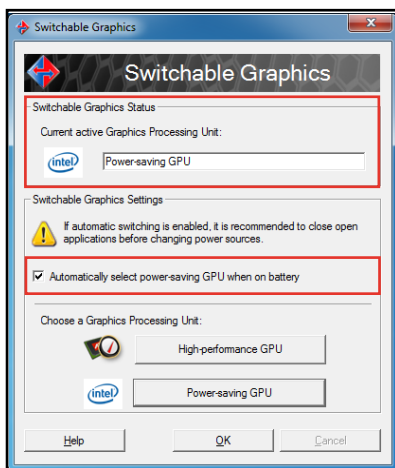 Switchable Graphics
Switchable Graphics
Switchable Graphics Status
Current active Graphics Processing Unit:
intel
Power-saving GPU
Switchable Graphics Settings
If automatic switching is enabled, it is recommended to close open
applications before changing power sources.
Automatically select power-saving GPU when on battery
Choose a Graphics Processing Unit:
High-performance GPU
intel
Power-saving GPU
Help
OK
Cancel